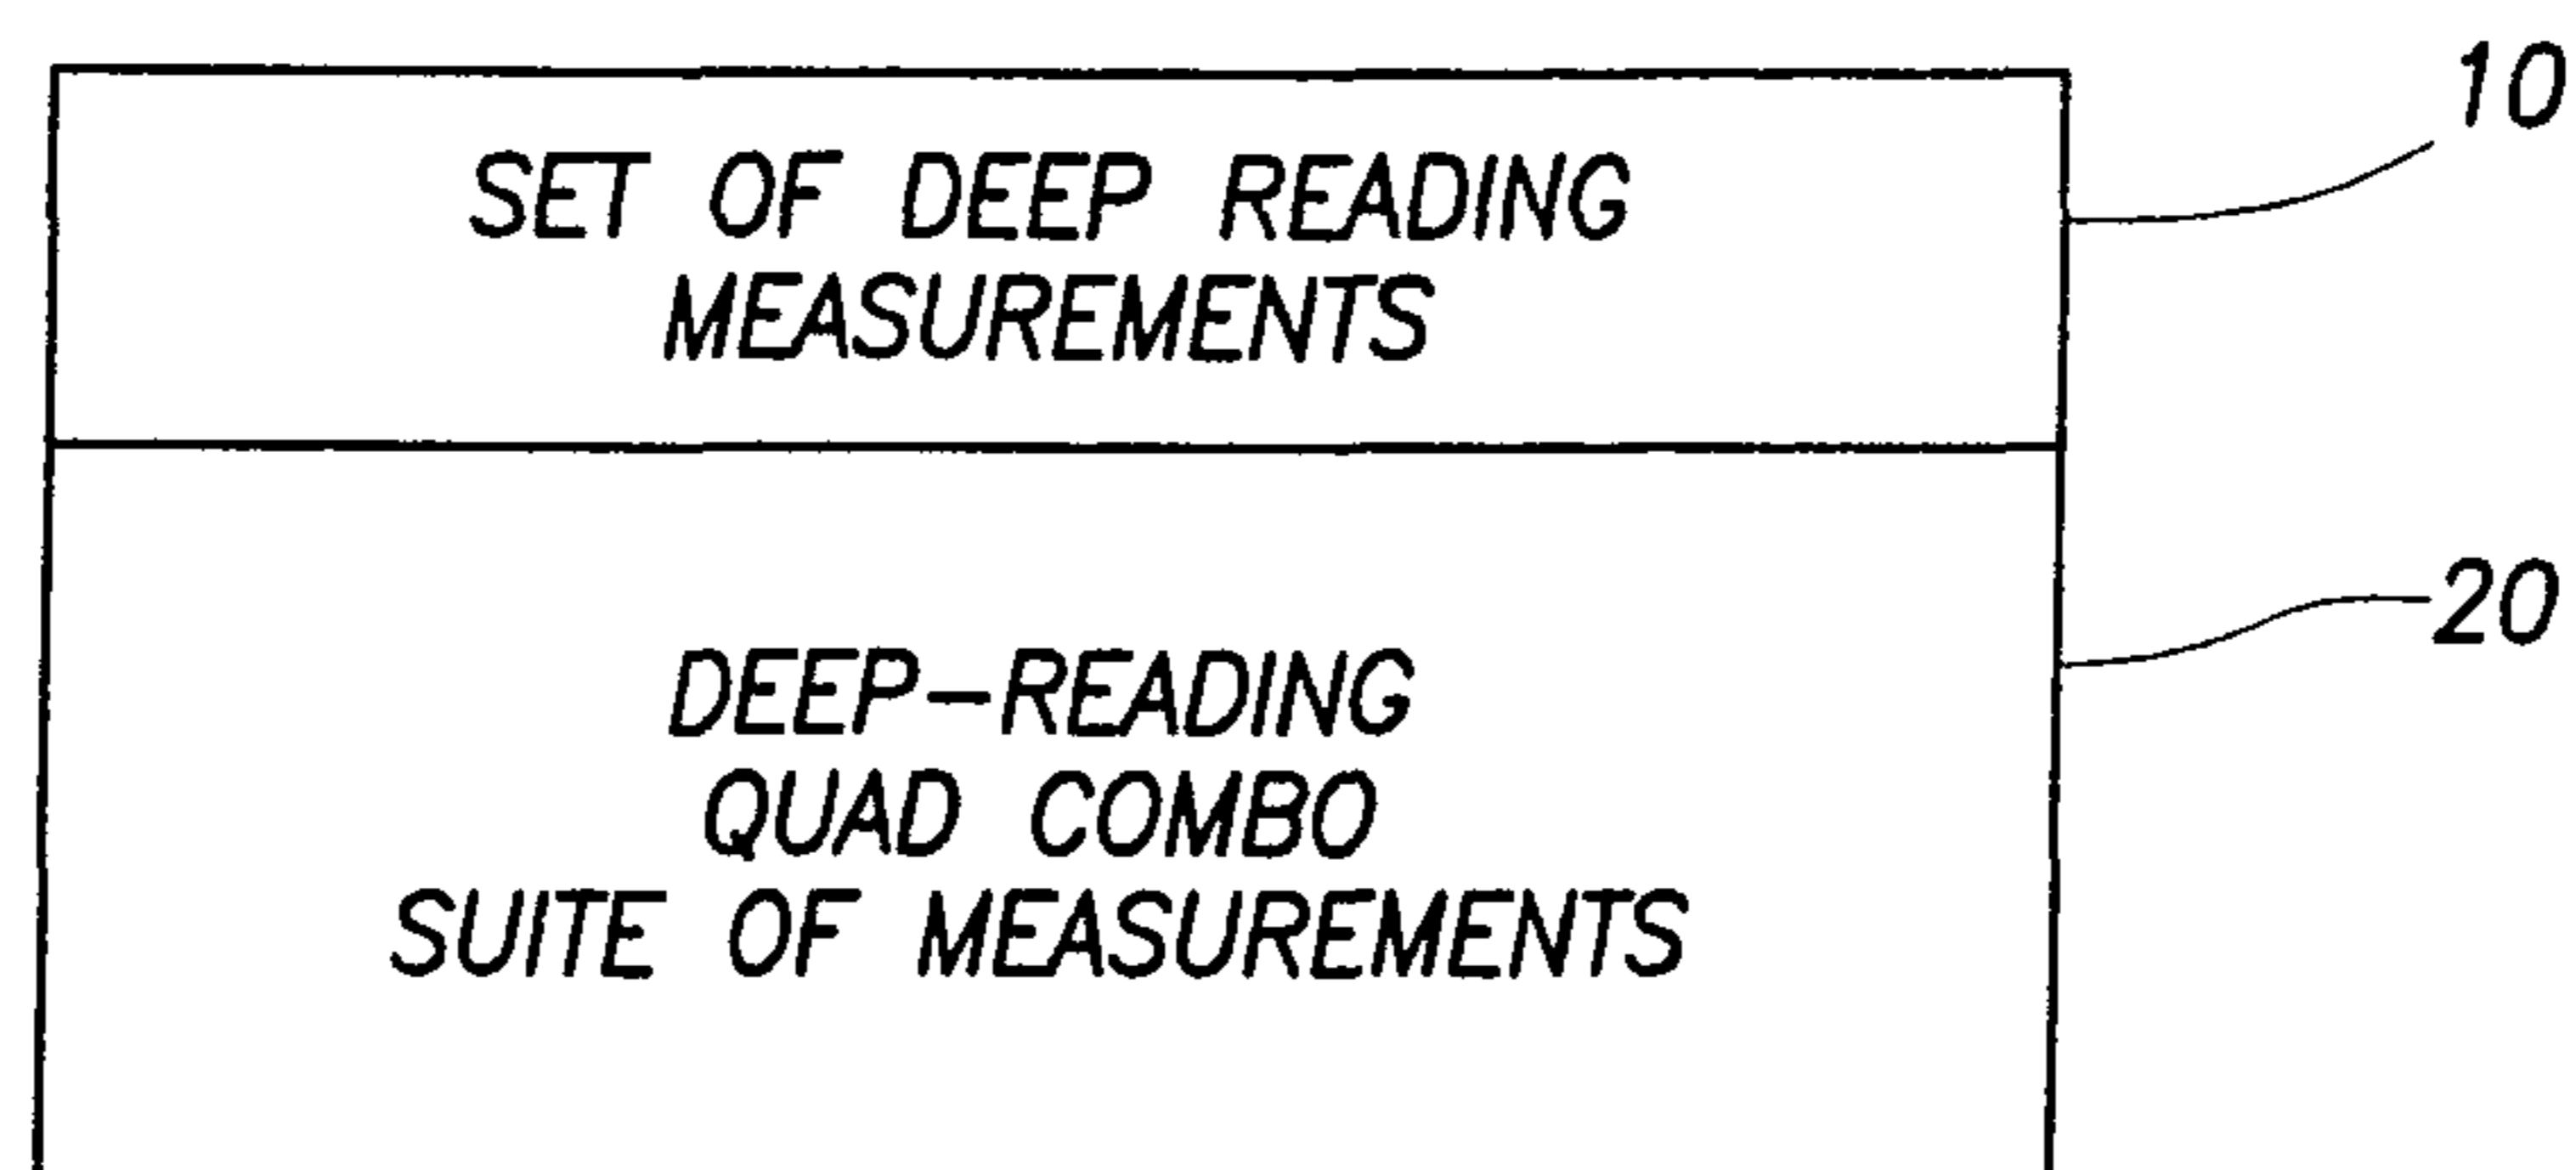 10
SET OF DEEP READING
MEASUREMENTS
20
DEEP-READING
QUAD COMBO
SUITE OF MEASUREMENTS